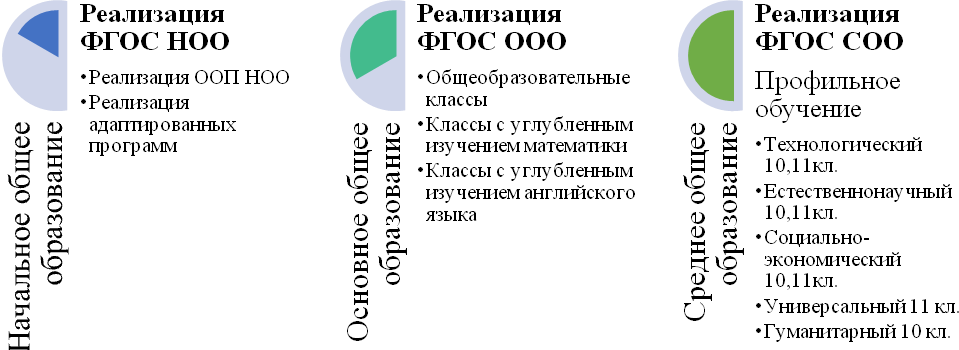 Начальное общее
образование
Реализация
ФГОС НОО
•Реализация ООП НОО
•Реализация
адаптированных
программ
Основное общее
образование
Реализация
ФГОС ООО
•Общеобразовательные
классы
•Классы с углубленным
изучением математики
•Классы с углубленным
изучением английского
языка
Среднее общее
образование
Реализация
ФГОС СОО
Профильное
обучение
•Технологический
10,11кл.
•Естественнонаучный
10,11кл.
•Социально-
экономический
10,11кл.
•Универсальный 11 кл.
•Гуманитарный 10 кл.